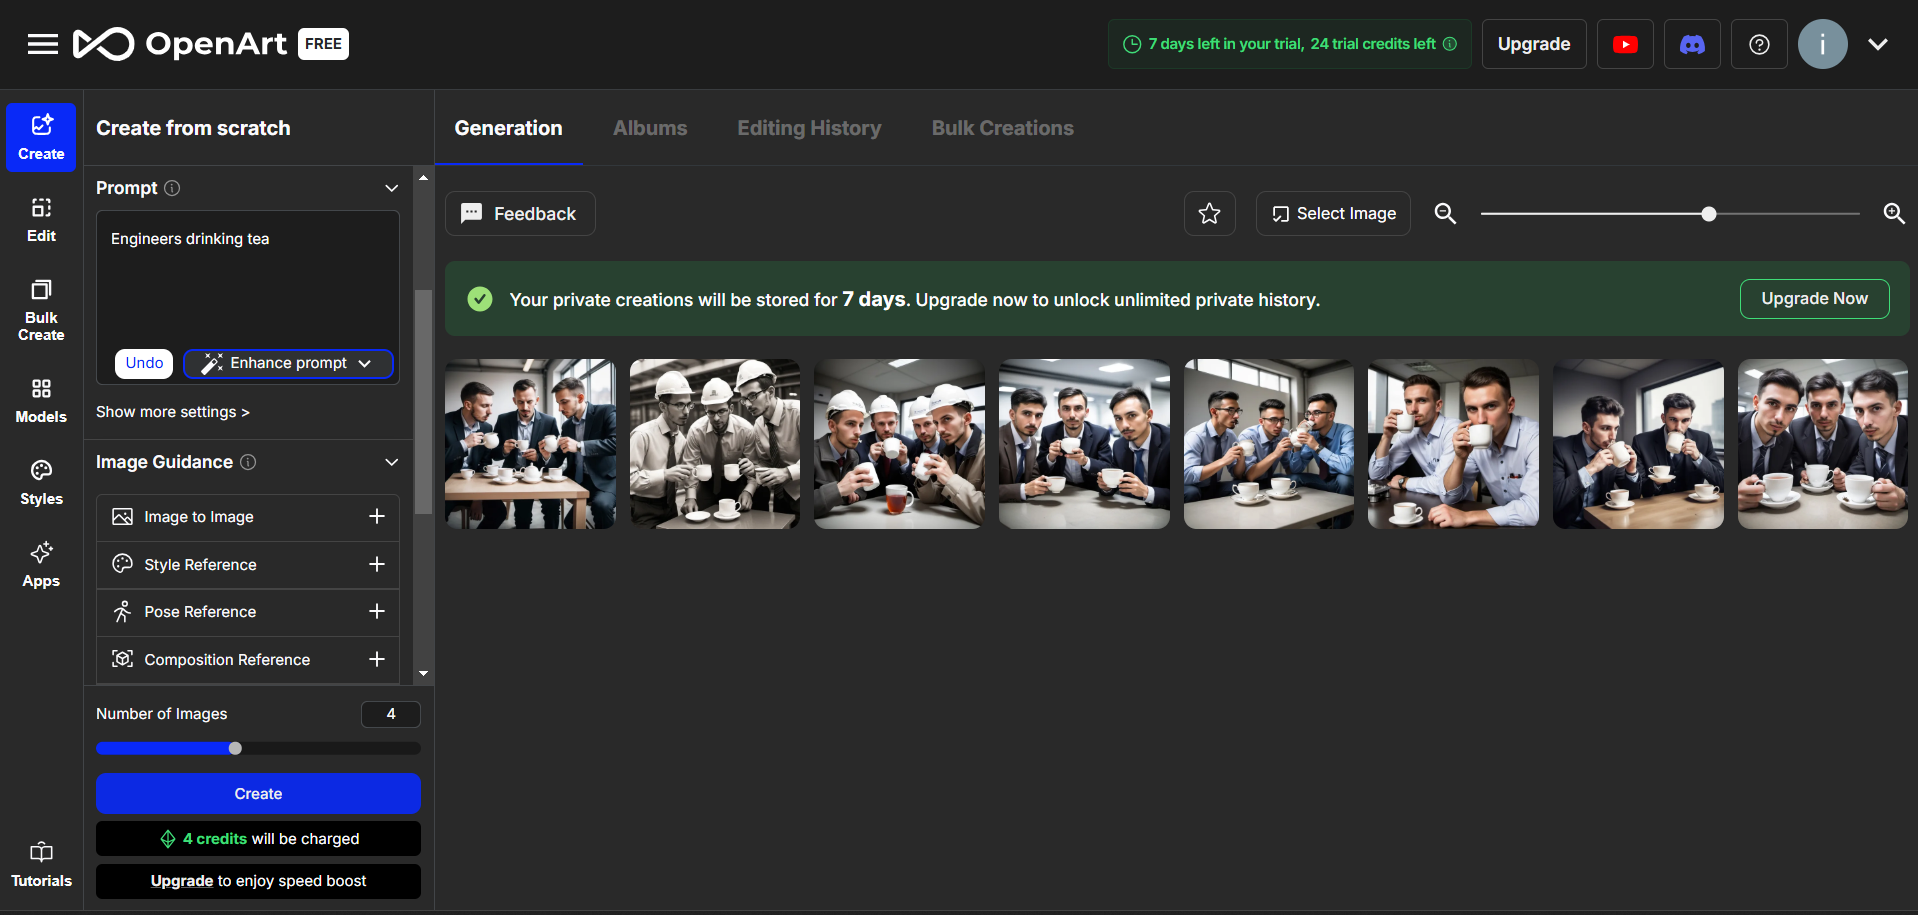 OpenArt FREE
7 days left in your trial, 24 trial credits left
Upgrade
i
Create
Edit
Bulk
Create
Models
Styles
Apps
Tutorials
Create from scratch
Prompt
Engineers drinking tea
Undo
Enhance prompt
Show more settings >
Image Guidance
Image to Image
Style Reference
Pose Reference
Composition Reference
Number of Images
4
Create
4 credits will be charged
Upgrade to enjoy speed boost
Generation
Albums
Editing History
Bulk Creations
Feedback
Select Image
Your private creations will be stored for 7 days. Upgrade now to unlock unlimited private history.
Upgrade Now